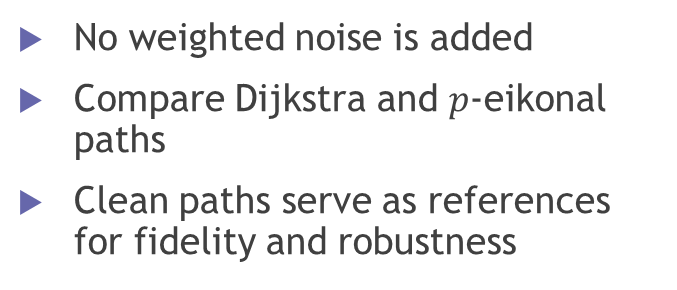 No weighted noise is added
Compare Dijkstra and p-eikonal
paths
Clean paths serve as references
for fidelity and robustness